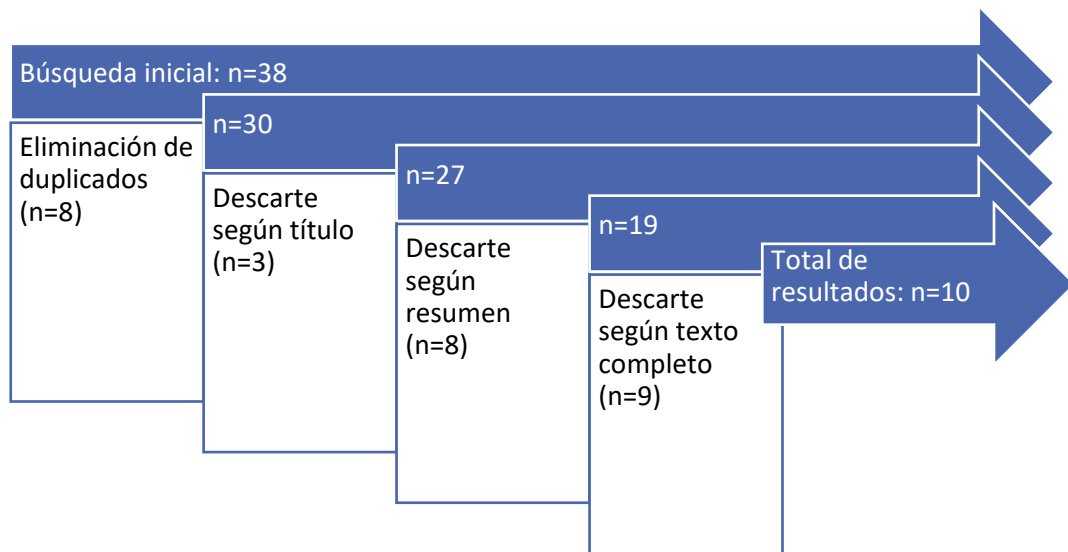 Búsqueda inicial: n=38
Eliminación de
duplicados
(n=8)
n=30
Descarte
según título
(n=3)
n=27
Descarte
según
resumen
(n=8)
n=19
Descarte
según texto
completo
(n=9)
Total de
resultados: n=10